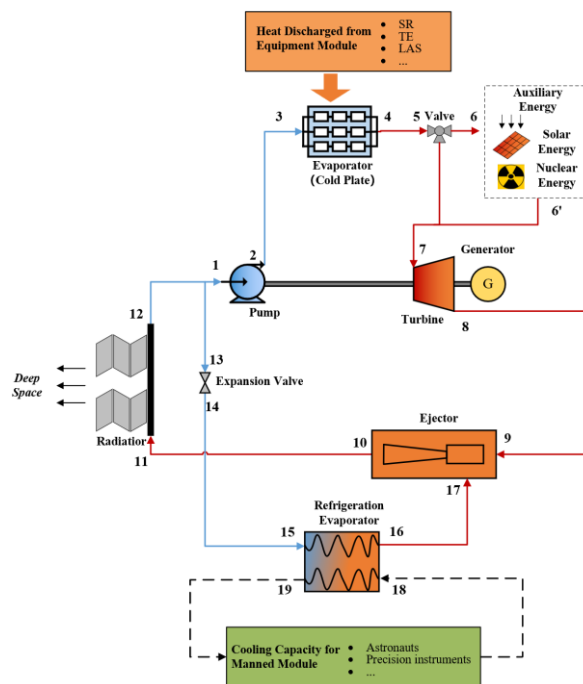 Heat Discharged from
Equipment Module
• SR
• TE
• LAS
• ...
3
4
5
Valve
6
Auxiliary
Energy
Solar
Energy
Nuclear
Energy
6'
Evaporator
(Cold Plate)
1
2
Pump
7
Generator
G
Turbine
8
12
13
Expansion Valve
14
Deep
Space
Radiatior
11
Ejector
10
9
17
Refrigeration
Evaporator
15
16
19
18
Cooling Capacity for
Manned Module
• Astronauts
• Precision instruments
• ...